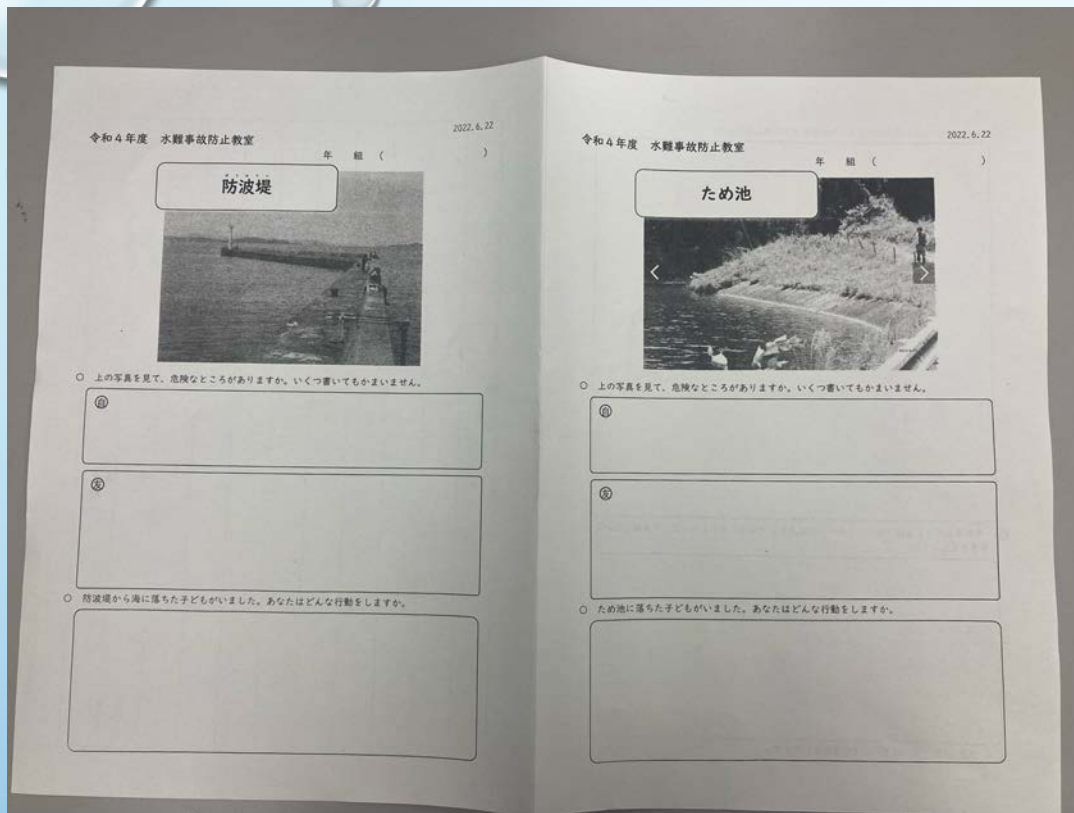 2022.6.22
令和4年度 水難事故防止教室
年 組 ( )
防波堤
○ 上の写真を見て、危険なところがありますか。いくつ書いてもかまいません。
自
友
○ 防波堤から海に落ちた子どもがいました。あなたはどんな行動をしますか。
2022.6.22
令和4年度 水難事故防止教室
年 組 ( )
ため池
○ 上の写真を見て、危険なところがありますか。いくつ書いてもかまいません。
自
友
○ ため池に落ちた子どもがいました。あなたはどんな行動をしますか。